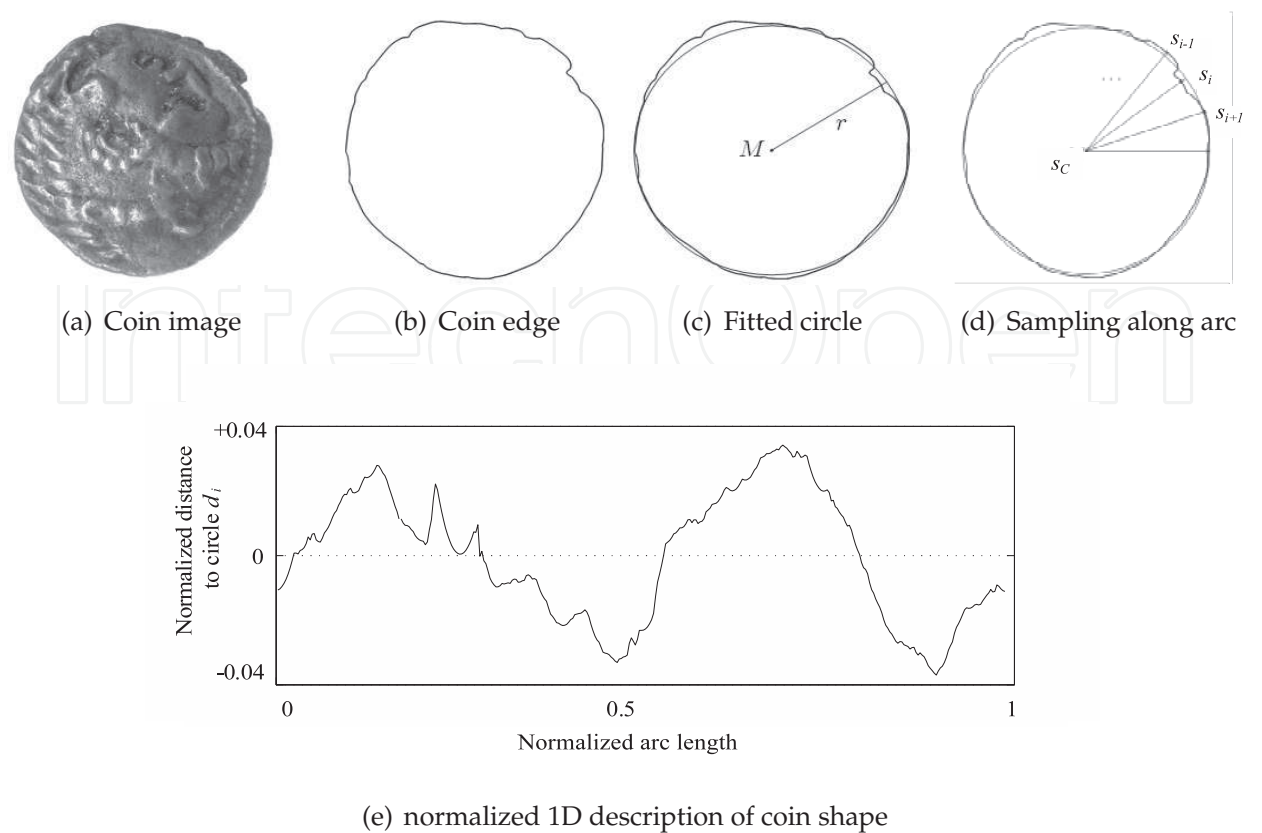 M
r
s_{i-1}
...
s_i
s_{i+1}
s_C
(a) Coin image
(b) Coin edge
(c) Fitted circle
(d) Sampling along arc
IntechOpen
Normalized distance
to circle d_i
+0.04
0
-0.04
0
0.5
1
Normalized arc length
(e) normalized 1D description of coin shape